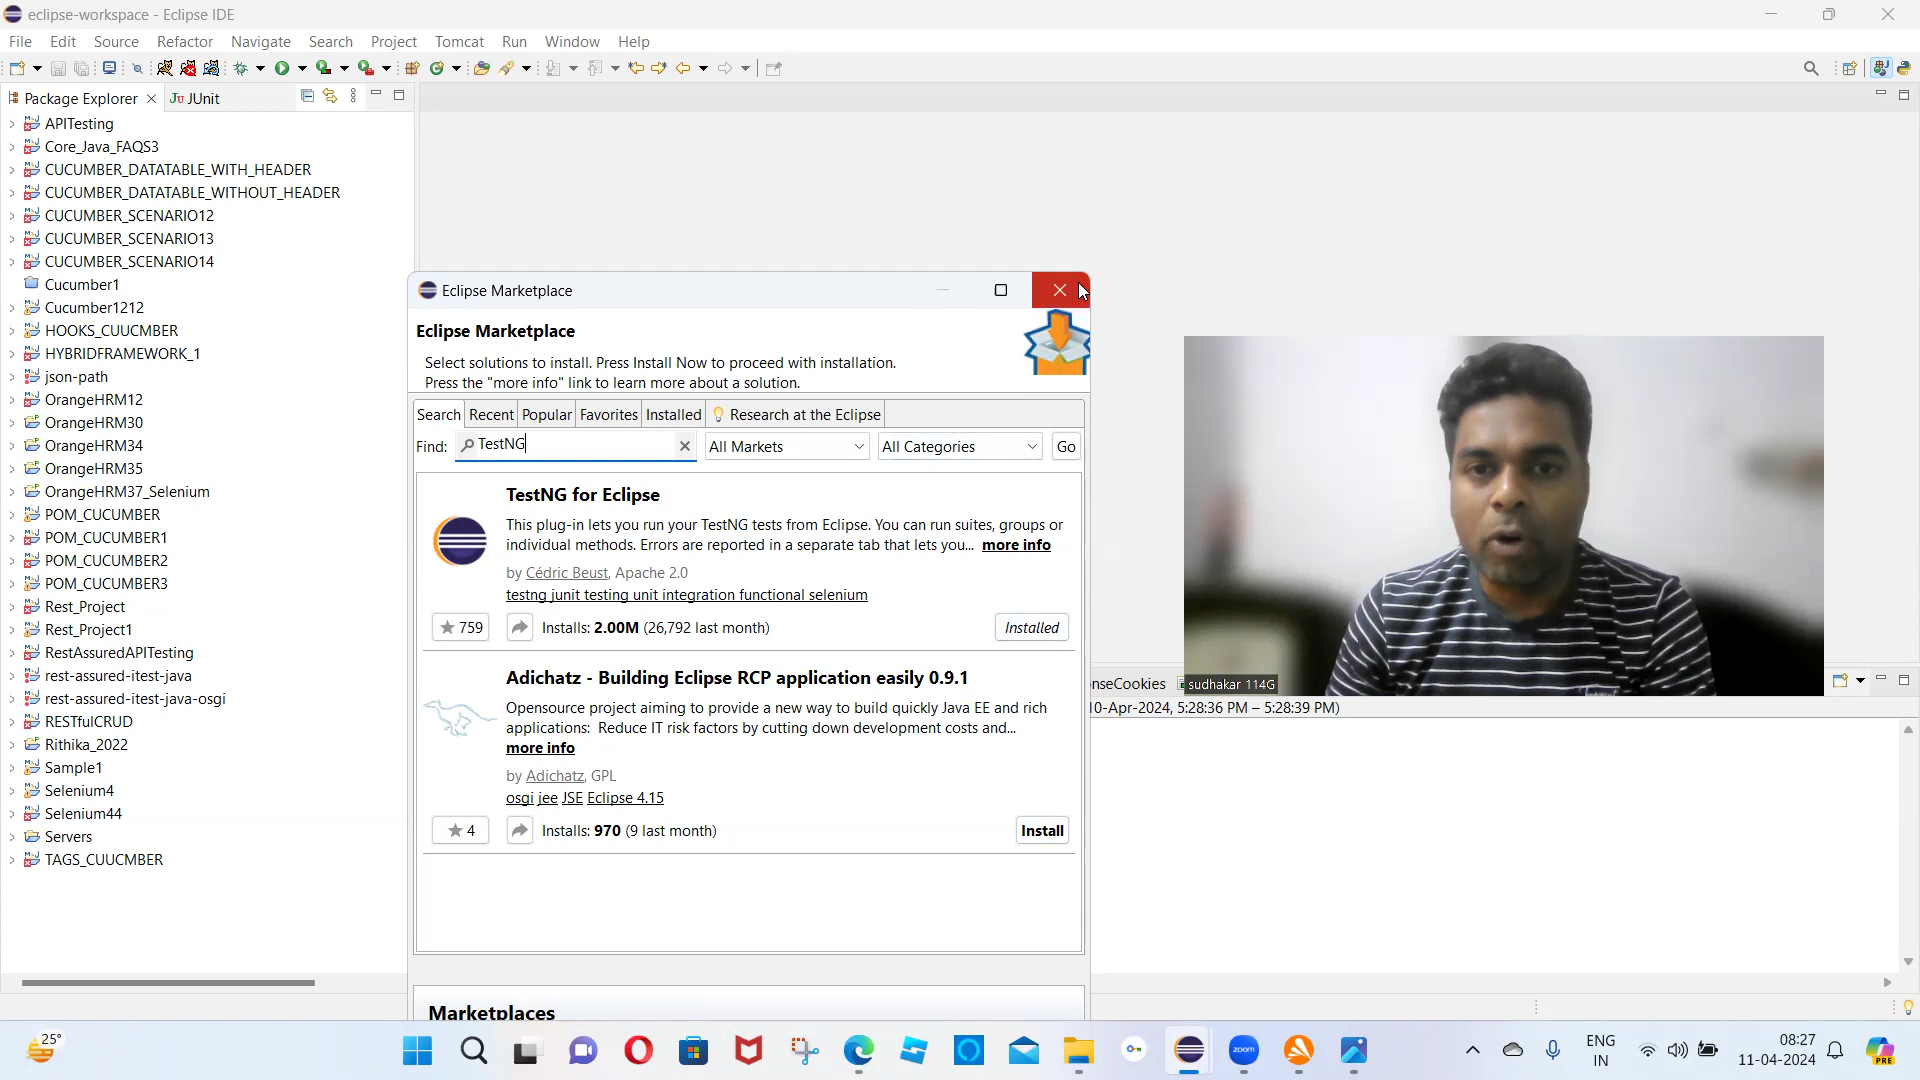 eclipse-workspace - Eclipse IDE
File Edit Source Refactor Navigate Search Project Tomcat Run Window Help
Package Explorer JUnit
APITesting
Core_Java_FAQS3
CUCUMBER_DATATABLE_WITH_HEADER
CUCUMBER_DATATABLE_WITHOUT_HEADER
CUCUMBER_SCENARIO12
CUCUMBER_SCENARIO13
CUCUMBER_SCENARIO14
Cucumber1
Cucumber1212
HOOKS_CUUCMBER
HYBRIDFRAMEWORK_1
json-path
OrangeHRM12
OrangeHRM30
OrangeHRM34
OrangeHRM35
OrangeHRM37_Selenium
POM_CUCUMBER
POM_CUCUMBER1
POM_CUCUMBER2
POM_CUCUMBER3
Rest_Project
Rest_Project1
RestAssuredAPITesting
rest-assured-itest-java
rest-assured-itest-java-osgi
RESTfulCRUD
Rithika_2022
Sample1
Selenium4
Selenium44
Servers
TAGS_CUUCMBER
Eclipse Marketplace
Eclipse Marketplace
Select solutions to install. Press Install Now to proceed with installation.
Press the "more info" link to learn more about a solution.
Search Recent Popular Favorites Installed Research at the Eclipse
Find: TestNG All Markets All Categories Go
TestNG for Eclipse
This plug-in lets you run your TestNG tests from Eclipse. You can run suites, groups or
individual methods. Errors are reported in a separate tab that lets you... more info
by Cédric Beust, Apache 2.0
testng junit testing unit integration functional selenium
759 Installs: 2.00M (26,792 last month) Installed
Adichatz - Building Eclipse RCP application easily 0.9.1
Opensource project aiming to provide a new way to build quickly Java EE and rich
applications: Reduce IT risk factors by cutting down development costs and...
more info
by Adichatz, GPL
osgi jee JSE Eclipse 4.15
4 Installs: 970 (9 last month) Install
Marketplaces
nseCookies
sudhakar 114G
10-Apr-2024, 5:28:36 PM – 5:28:39 PM)
25°
zoom
ENG
IN
08:27
11-04-2024
PRE